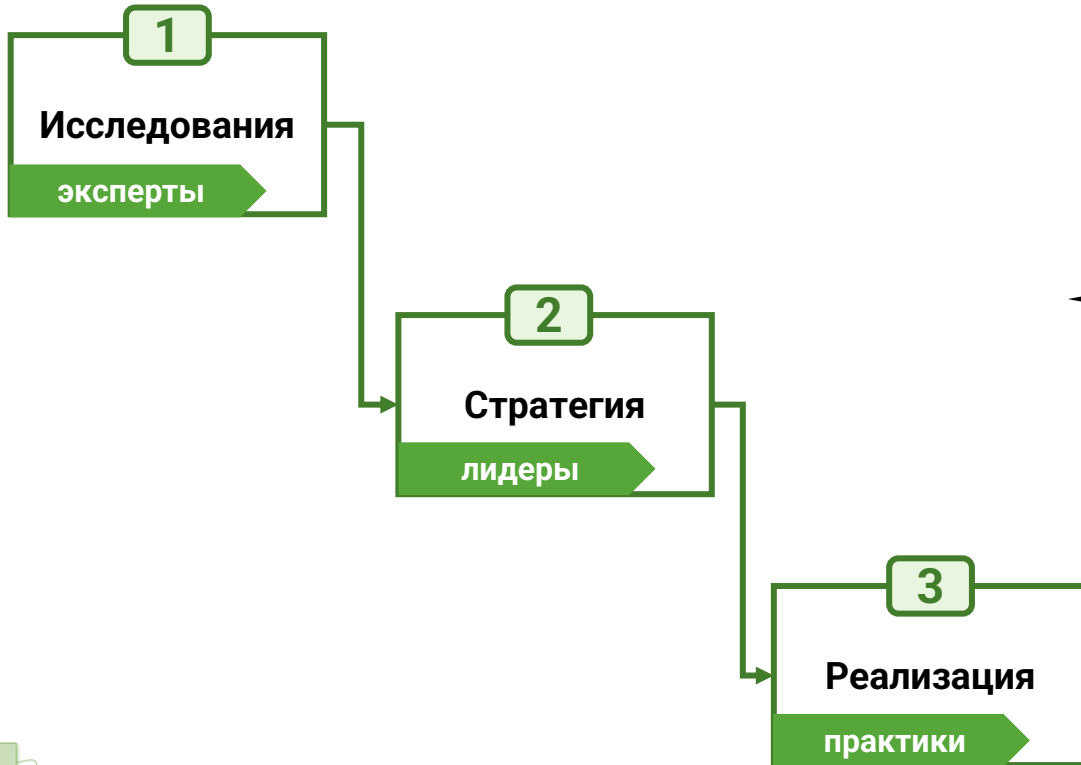 1
Исследования
эксперты
2
Стратегия
лидеры
3
Реализация
практики